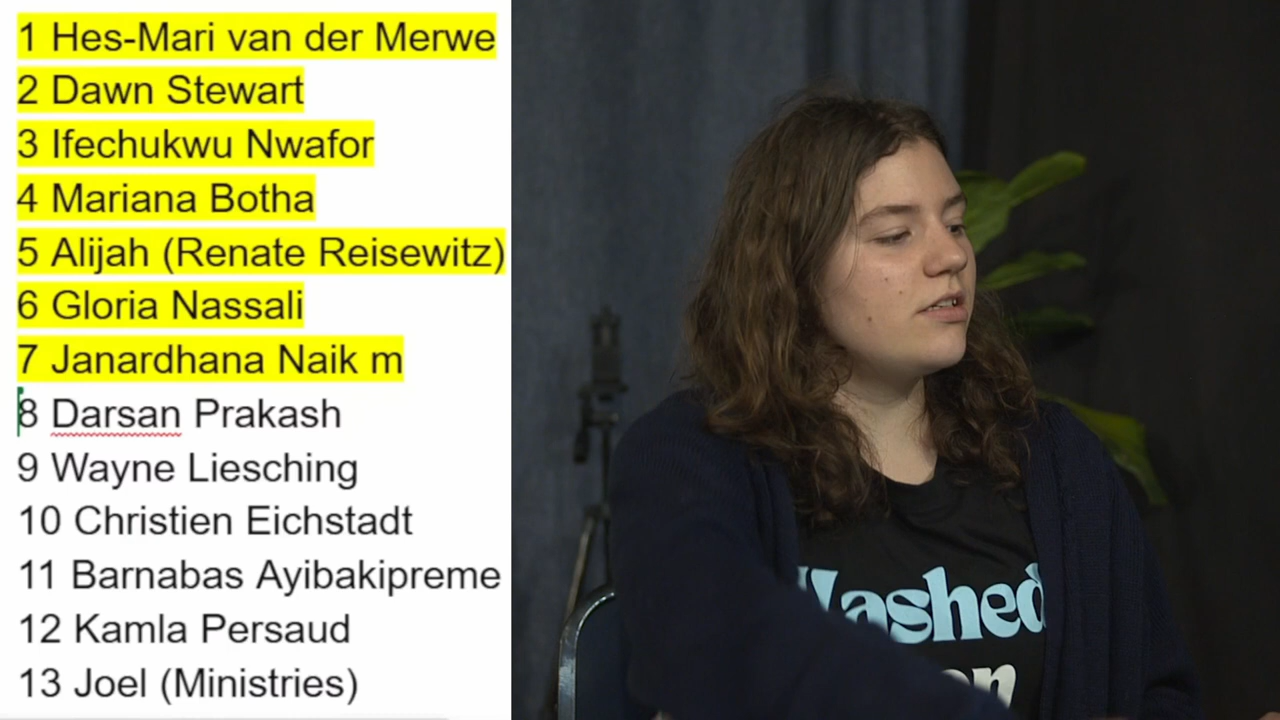 1 Hes-Mari van der Merwe
2 Dawn Stewart
3 Ifechukwu Nwafor
4 Mariana Botha
5 Alijah (Renate Reisewitz)
6 Gloria Nassali
7 Janardhana Naik m
8 Darsan Prakash
9 Wayne Liesching
10 Christien Eichstadt
11 Barnabas Ayibakipreme
12 Kamla Persaud
13 Joel (Ministries)